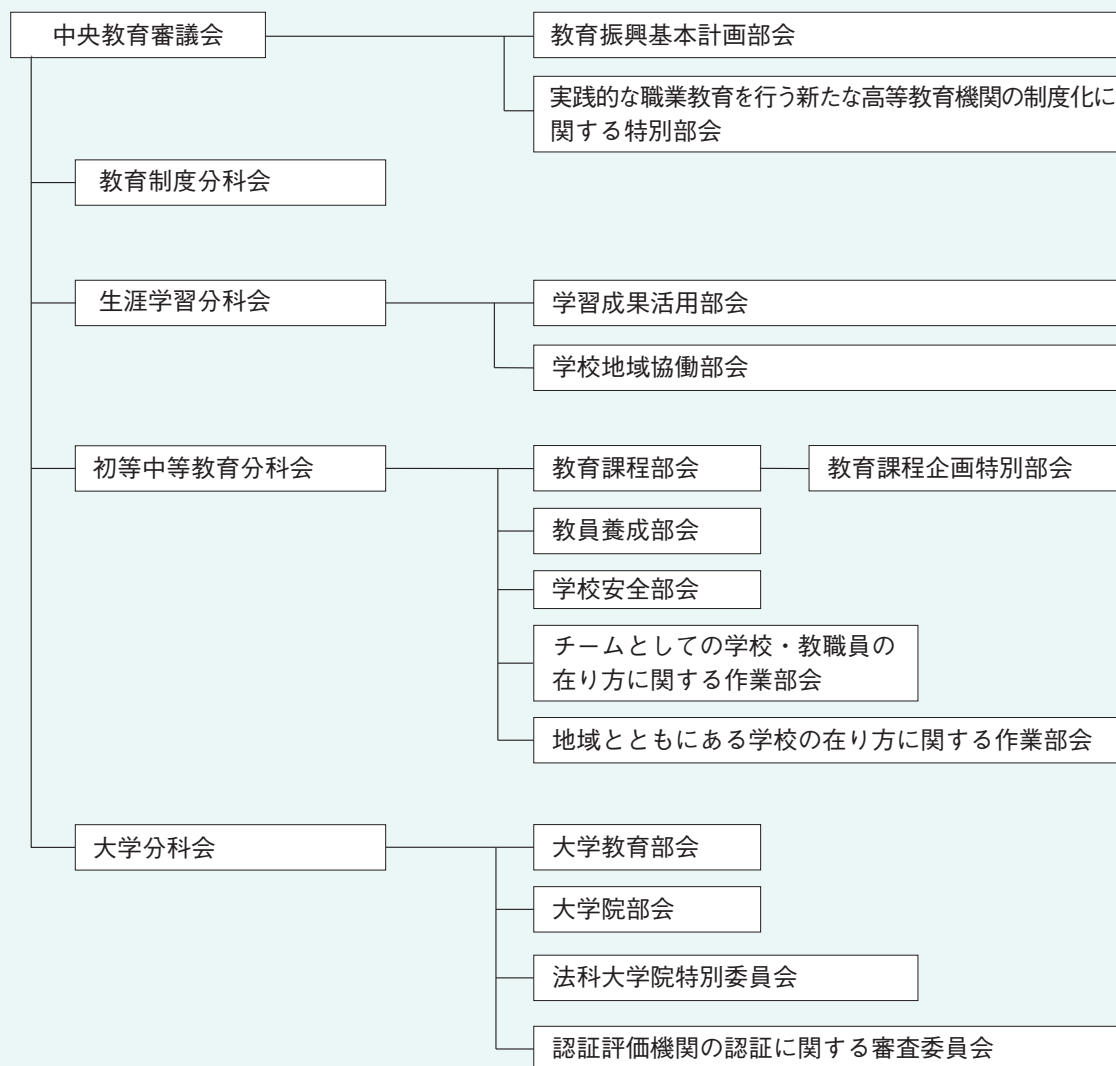 中央教育審議会
教育振興基本計画部会
実践的な職業教育を行う新たな高等教育機関の制度化に
関する特別部会
教育制度分科会
生涯学習分科会
学習成果活用部会
学校地域協働部会
初等中等教育分科会
教育課程部会
教育課程企画特別部会
教員養成部会
学校安全部会
チームとしての学校・教職員の
在り方に関する作業部会
地域とともにある学校の在り方に関する作業部会
大学分科会
大学教育部会
大学院部会
法科大学院特別委員会
認証評価機関の認証に関する審査委員会